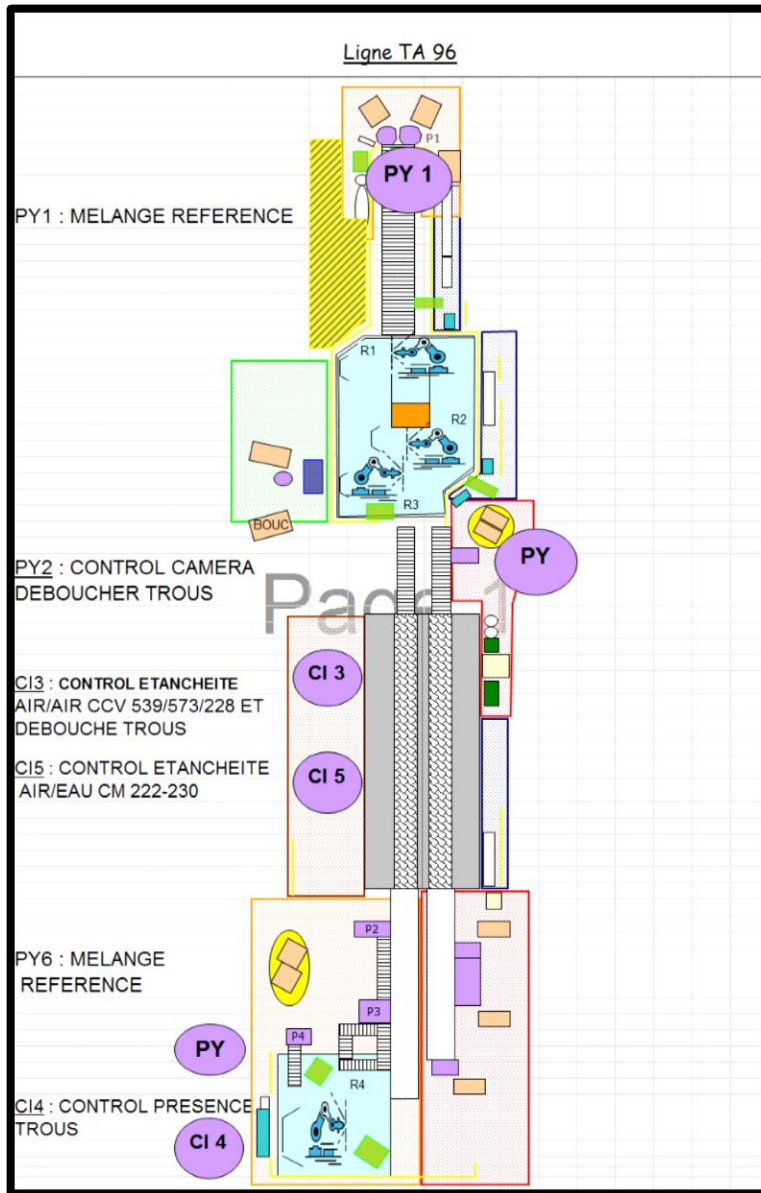 Ligne TA 96
P1
PY 1
PY1 : MELANGE REFERENCE
R1
R2
R3
BOUC
PY2 : CONTROL CAMERA
DEBOUCHER TROUS
PY
Page 1
CI 3
CI3 : CONTROL ETANCHEITE
AIR/AIR CCV 539/573/228 ET
DEBOUCHE TROUS
CI5 : CONTROL ETANCHEITE
AIR/EAU CM 222-230
CI 5
P2
PY6 : MELANGE
REFERENCE
P3
P4
PY
R4
CI4 : CONTROL PRESENCE
TROUS
CI 4